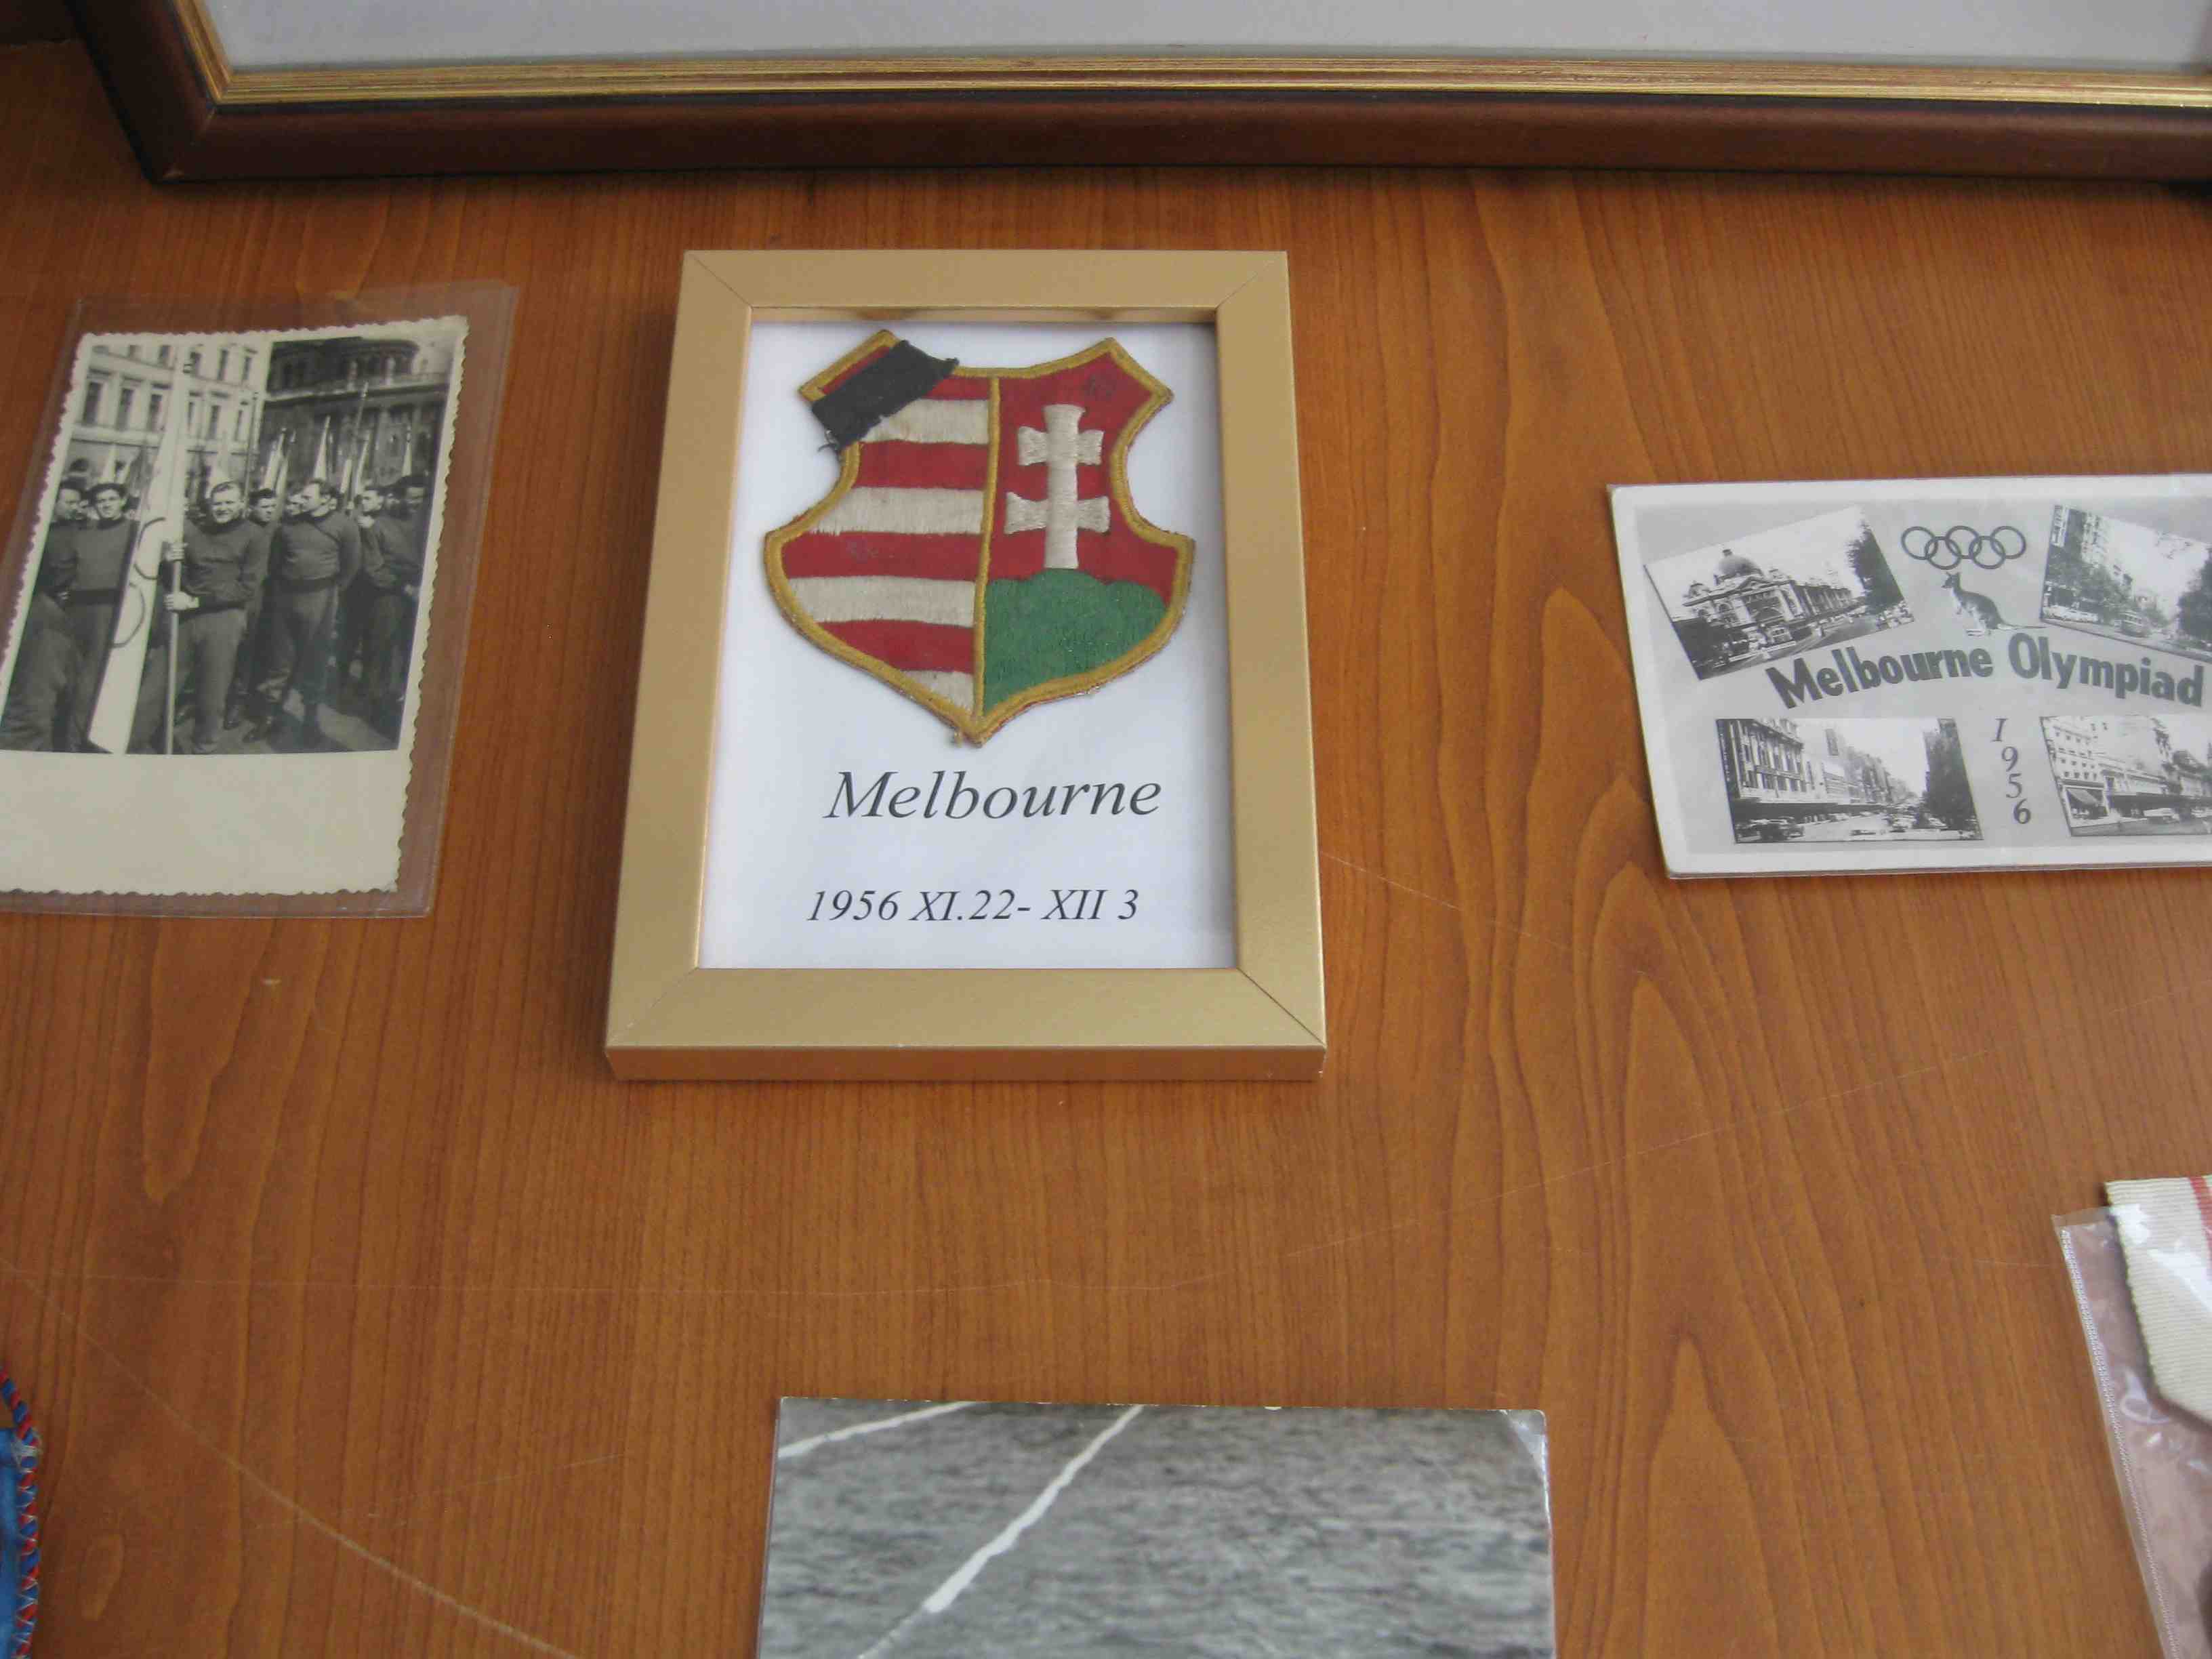 Melbourne
1956 XI.22- XII 3
Melbourne Olympiad
1956